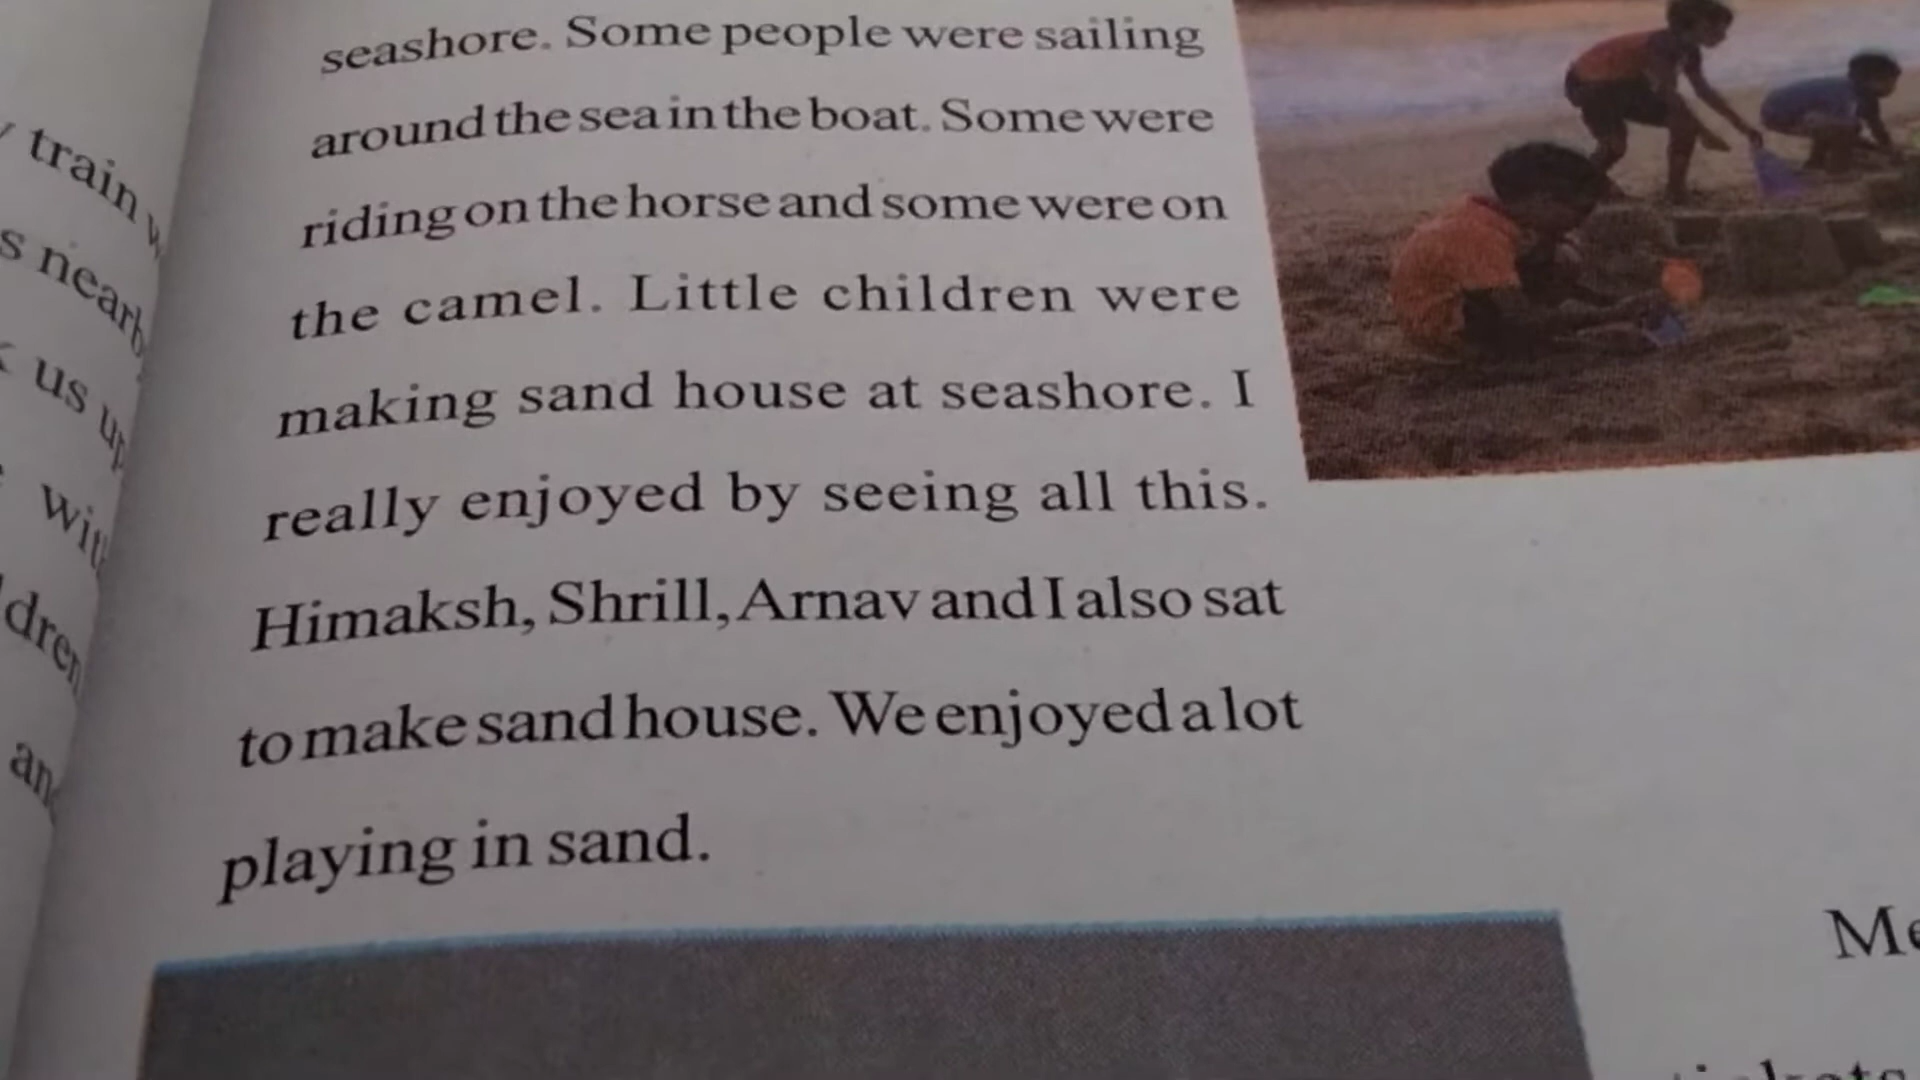 train
us
seashore. Some people were sailing
around the sea in the boat. Some were
riding on the horse and some were on
the camel. Little children were
making sand house at seashore. I
really enjoyed by seeing all this.
Himaksh, Shrill, Arnav and I also sat
to make sand house. We enjoyed a lot
playing in sand.